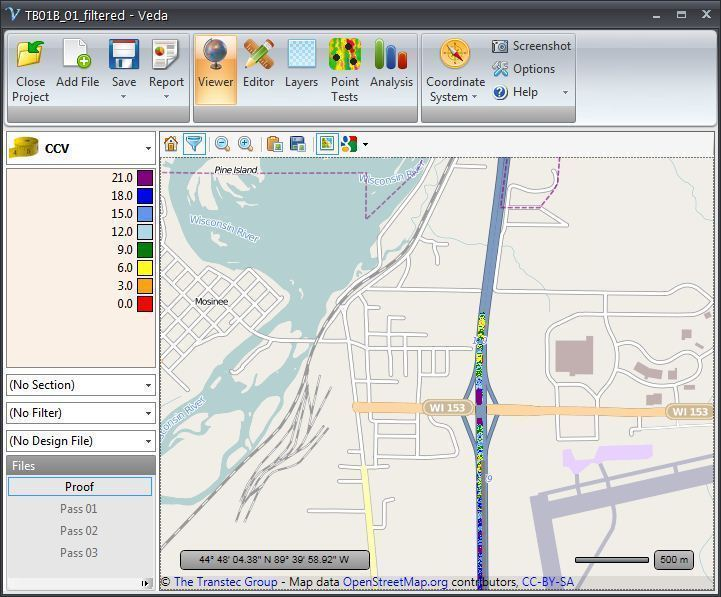 TB01B_01_filtered - Veda
Close Project
Add File
Save
Report
Viewer
Editor
Layers
Point Tests
Analysis
Coordinate System
Screenshot
Options
Help
CCV
21.0
18.0
15.0
12.0
9.0
6.0
3.0
0.0
(No Section)
(No Filter)
(No Design File)
Files
Proof
Pass 01
Pass 02
Pass 03
Pine Island
Wisconsin River
Wisconsin River
Mosinee
Wisconsin River
WI 153
WI 153
44° 48' 04.38" N 89° 39' 58.92" W
500 m
© The Transtec Group - Map data OpenStreetMap.org contributors, CC-BY-SA